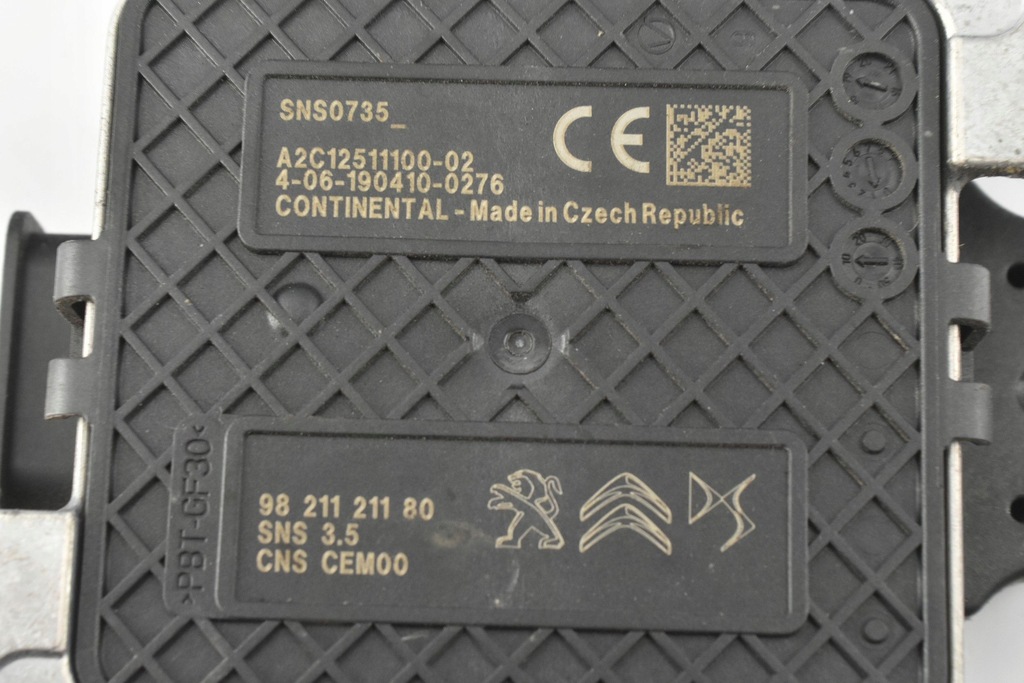 SNS0735_
A2C12511100-02
4-06-190410-0276
CONTINENTAL - Made in Czech Republic
CE
>PBT-GF30<
98 211 211 80
SNS 3.5
CNS CEM00